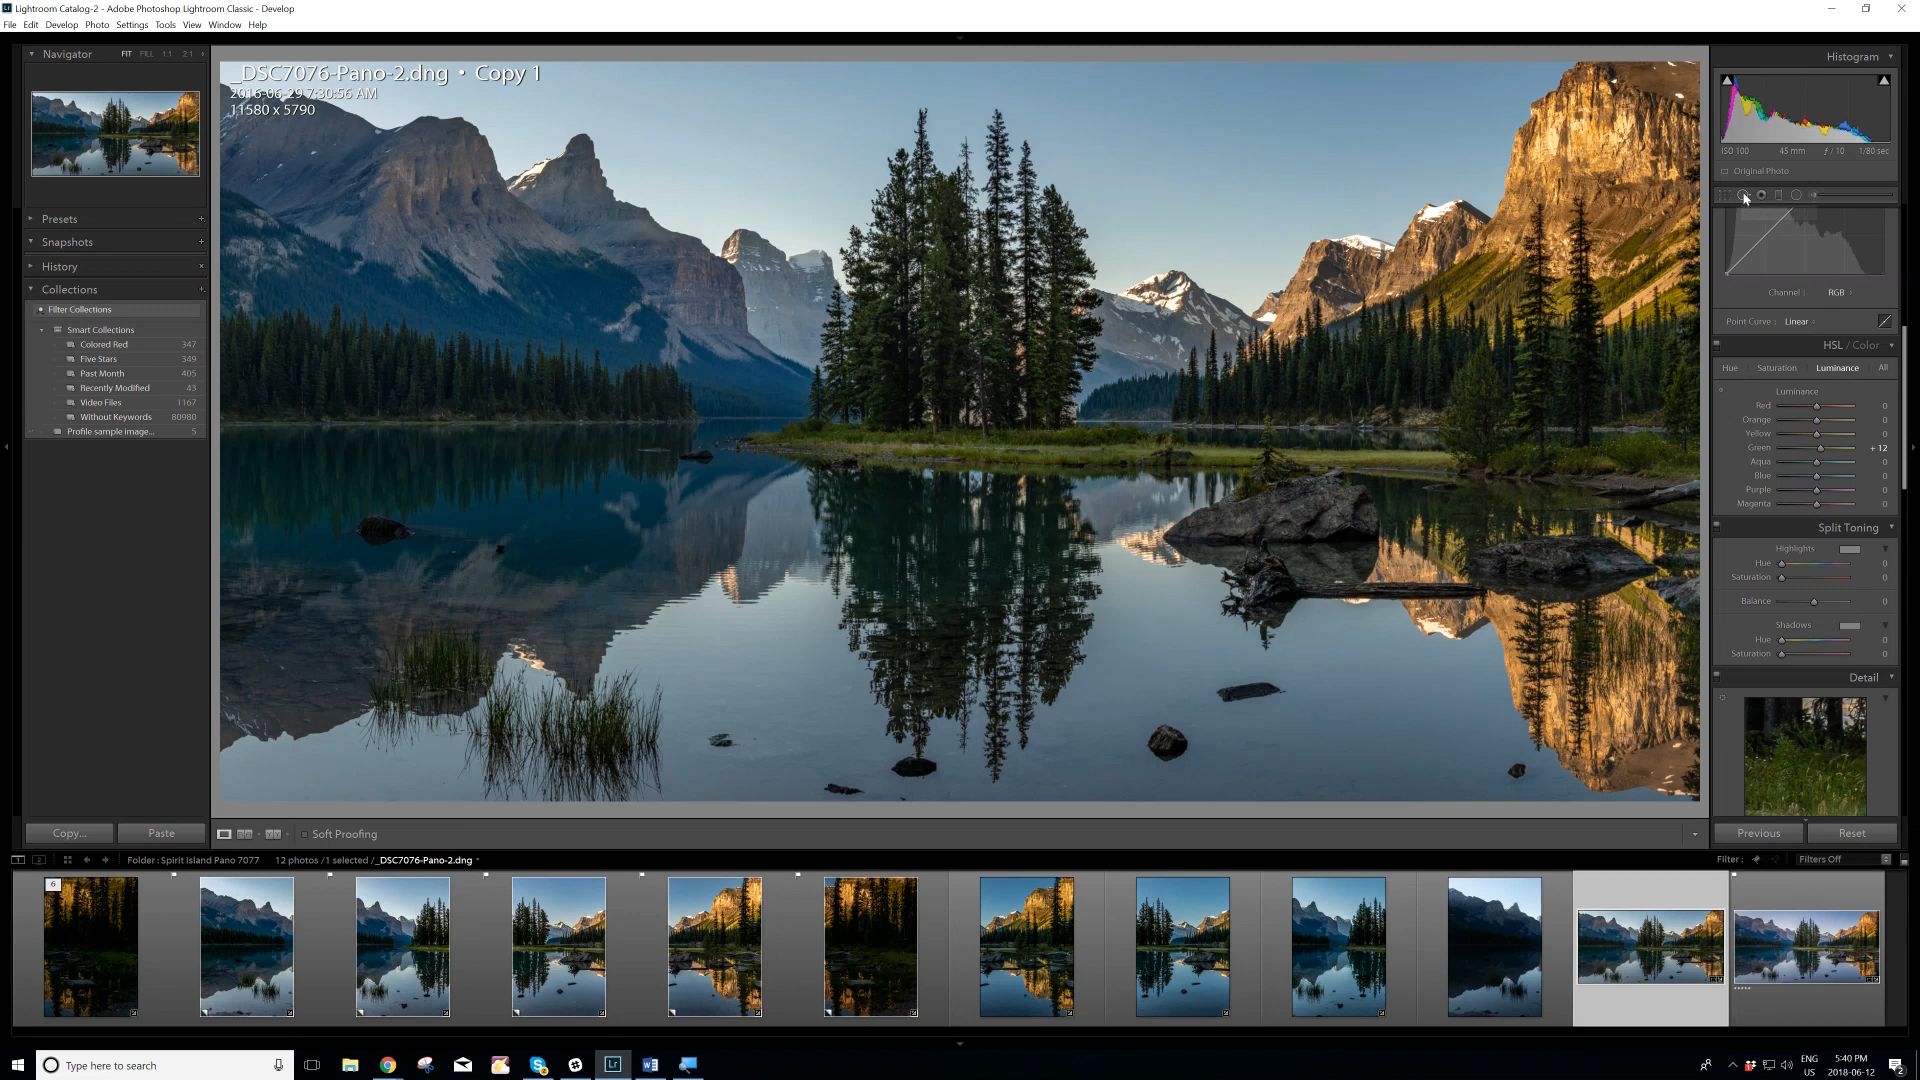 Lightroom Catalog-2 - Adobe Photoshop Lightroom Classic - Develop
File Edit Develop Photo Settings Tools View Window Help
Navigator FIT FILL 1:1 2:1
Presets
Snapshots
History
Collections
Filter Collections
Smart Collections
Colored Red 347
Five Stars 349
Past Month 405
Recently Modified 43
Video Files 1167
Without Keywords 80980
Profile sample image... 5
Copy... Paste
_DSC7076-Pano-2.dng • Copy 1
2016-06-29 7:30:56 AM
11580 x 5790
Soft Proofing
Histogram
ISO 100 45 mm ƒ / 10 1/80 sec
Original Photo
Channel : RGB
Point Curve : Linear
HSL / Color
Hue Saturation Luminance All
Luminance
Red 0
Orange 0
Yellow 0
Green + 12
Aqua 0
Blue 0
Purple 0
Magenta 0
Split Toning
Highlights
Hue 0
Saturation 0
Balance 0
Shadows
Hue 0
Saturation 0
Detail
Previous Reset
2 Folder : Spirit Island Pano 7077 12 photos /1 selected /_DSC7076-Pano-2.dng Filter : Filters Off
6
Type here to search
ENG
US
5:40 PM
2018-06-12
2